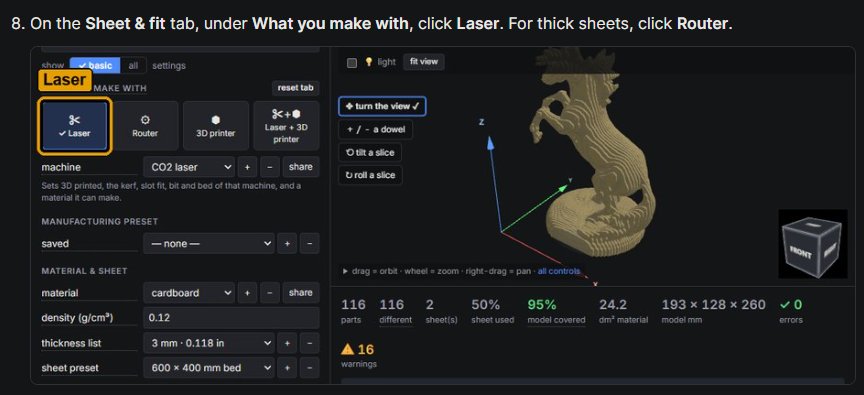 8. On the Sheet & fit tab, under What you make with, click Laser. For thick sheets, click Router.
show ✓ basic all settings
Laser
MAKE WITH reset tab
✓ Laser
Router
3D printer
Laser + 3D
printer
machine CO2 laser + − share
Sets 3D printed, the kerf, slot fit, bit and bed of that machine, and a
material it can make.
MANUFACTURING PRESET
saved — none — + −
MATERIAL & SHEET
material cardboard + − share
density (g/cm³) 0.12
thickness list 3 mm · 0.118 in + −
sheet preset 600 × 400 mm bed + −
light fit view
✥ turn the view ✓
+ / - a dowel
tilt a slice
roll a slice
Z
Y
X
FRONT
RIGHT
▸ drag = orbit · wheel = zoom · right-drag = pan · all controls
116 116 2 50% 95% 24.2 193 × 128 × 260 ✓ 0
parts different sheet(s) sheet used model covered dm² material model mm errors
16
warnings